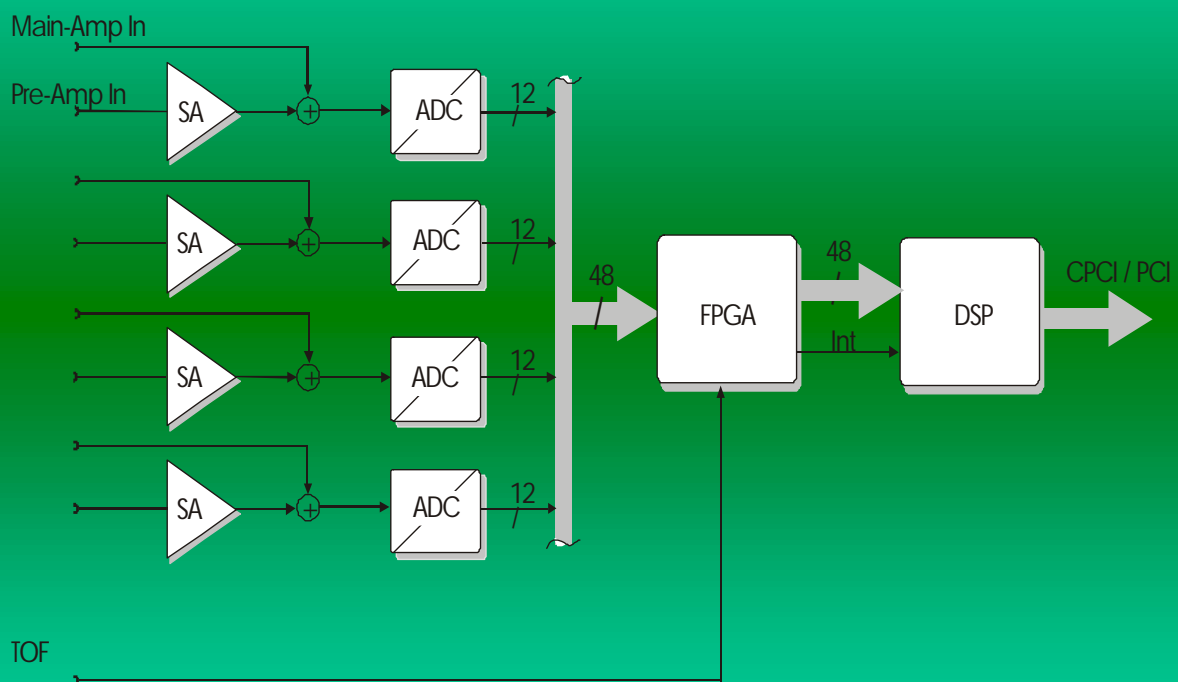 Main-Amp In
Pre-Amp In
SA
+
ADC
12
SA
+
ADC
12
48
FPGA
48
Int
DSP
CPCI / PCI
SA
+
ADC
12
SA
+
ADC
12
TOF